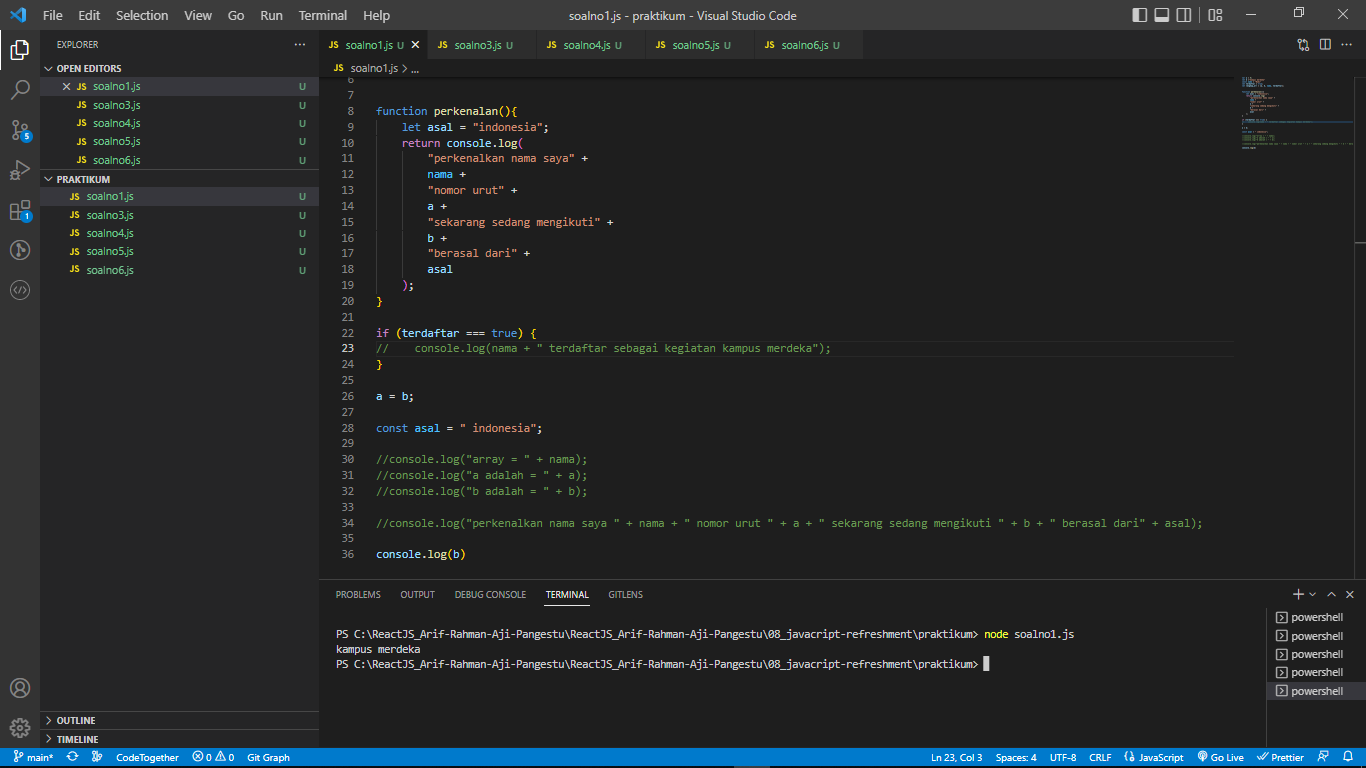 File Edit Selection View Go Run Terminal Help soalno1.js - praktikum - Visual Studio Code
EXPLORER ...
OPEN EDITORS
JS soalno1.js U
JS soalno3.js U
JS soalno4.js U
JS soalno5.js U
JS soalno6.js U
PRAKTIKUM
JS soalno1.js U
JS soalno3.js U
JS soalno4.js U
JS soalno5.js U
JS soalno6.js U
5
1
OUTLINE
TIMELINE
JS soalno1.js U JS soalno3.js U JS soalno4.js U JS soalno5.js U JS soalno6.js U
JS soalno1.js > ...
6
7
8 function perkenalan(){
9 let asal = "indonesia";
10 return console.log(
11 "perkenalkan nama saya" +
12 nama +
13 "nomor urut" +
14 a +
15 "sekarang sedang mengikuti" +
16 b +
17 "berasal dari" +
18 asal
19 );
20 }
21
22 if (terdaftar === true) {
23 // console.log(nama + " terdaftar sebagai kegiatan kampus merdeka");
24 }
25
26 a = b;
27
28 const asal = " indonesia";
29
30 //console.log("array = " + nama);
31 //console.log("a adalah = " + a);
32 //console.log("b adalah = " + b);
33
34 //console.log("perkenalkan nama saya " + nama + " nomor urut " + a + " sekarang sedang mengikuti " + b + " berasal dari" + asal);
35
36 console.log(b)
PROBLEMS OUTPUT DEBUG CONSOLE TERMINAL GITLENS
PS C:\ReactJS_Arif-Rahman-Aji-Pangestu\ReactJS_Arif-Rahman-Aji-Pangestu\08_javacript-refreshment\praktikum> node soalno1.js
kampus merdeka
PS C:\ReactJS_Arif-Rahman-Aji-Pangestu\ReactJS_Arif-Rahman-Aji-Pangestu\08_javacript-refreshment\praktikum>
powershell
powershell
powershell
powershell
powershell
main* CodeTogether 0 0 Git Graph Ln 23, Col 3 Spaces: 4 UTF-8 CRLF JavaScript Go Live Prettier